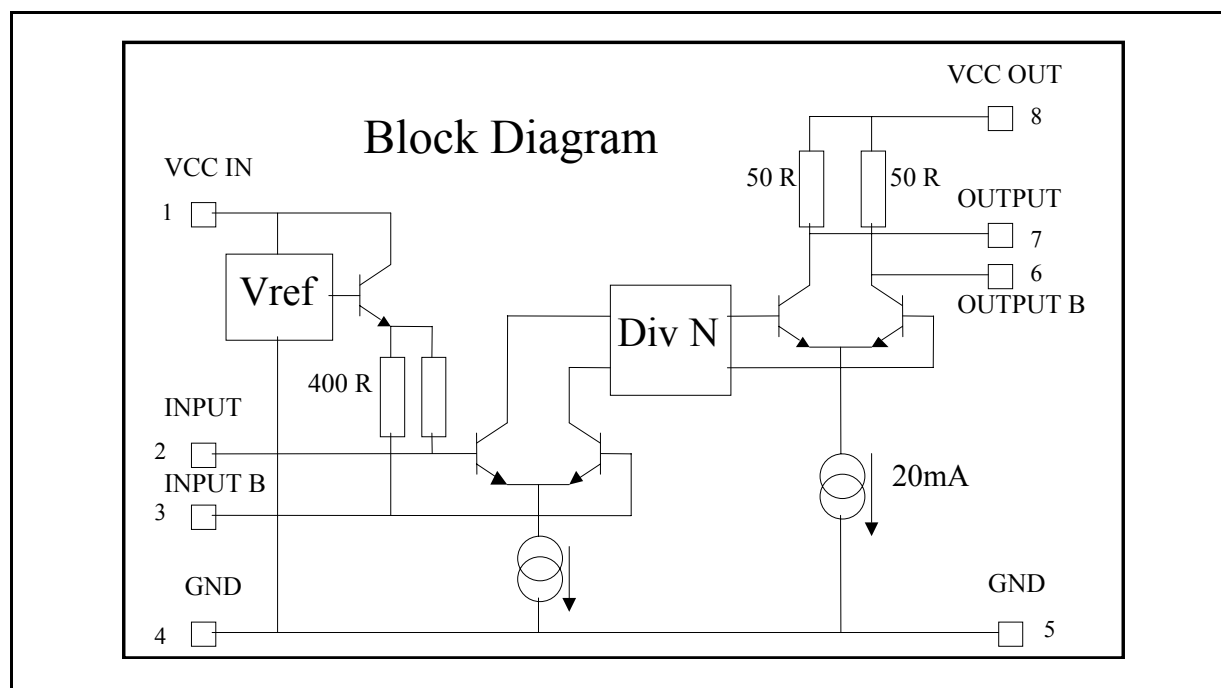 Block Diagram
VCC OUT
8
VCC IN
1
50 R
50 R
OUTPUT
7
6
OUTPUT B
Vref
Div N
400 R
INPUT
2
INPUT B
3
20mA
GND
4
GND
5